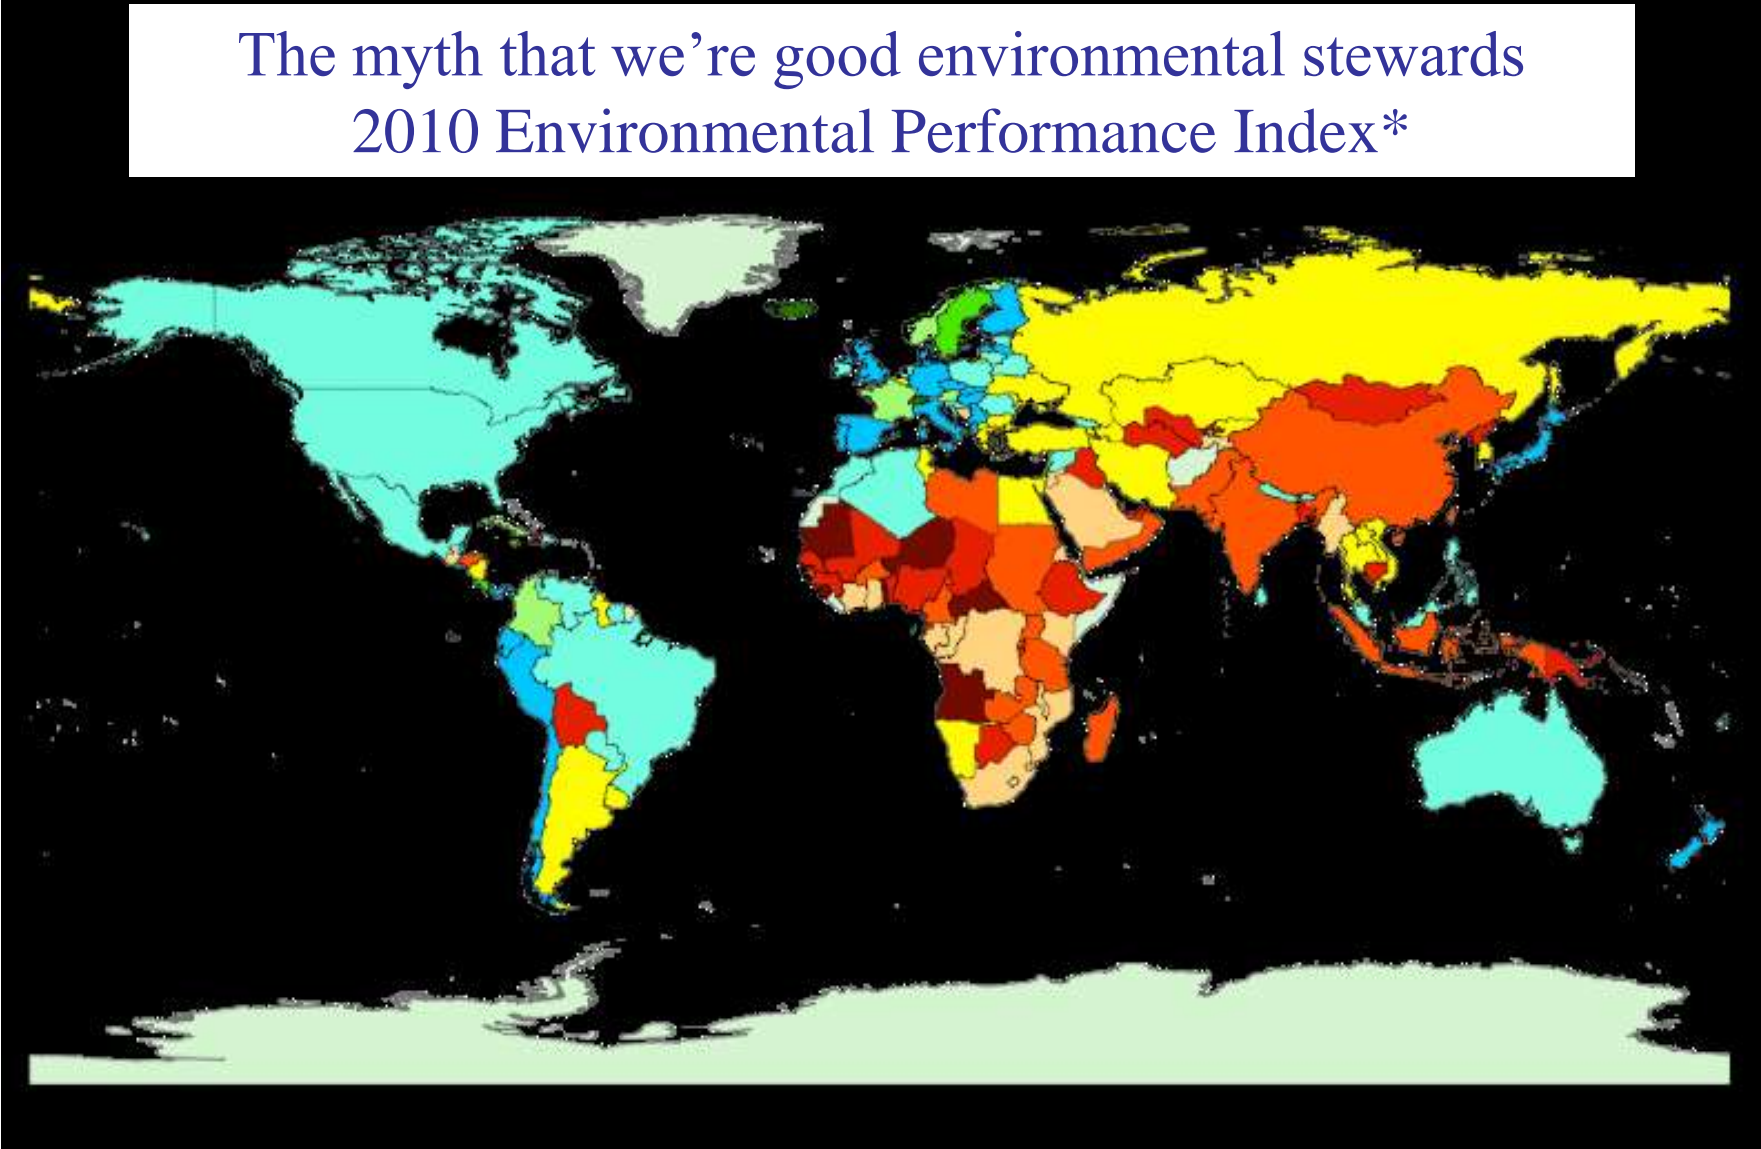 The myth that we’re good environmental stewards
2010 Environmental Performance Index*